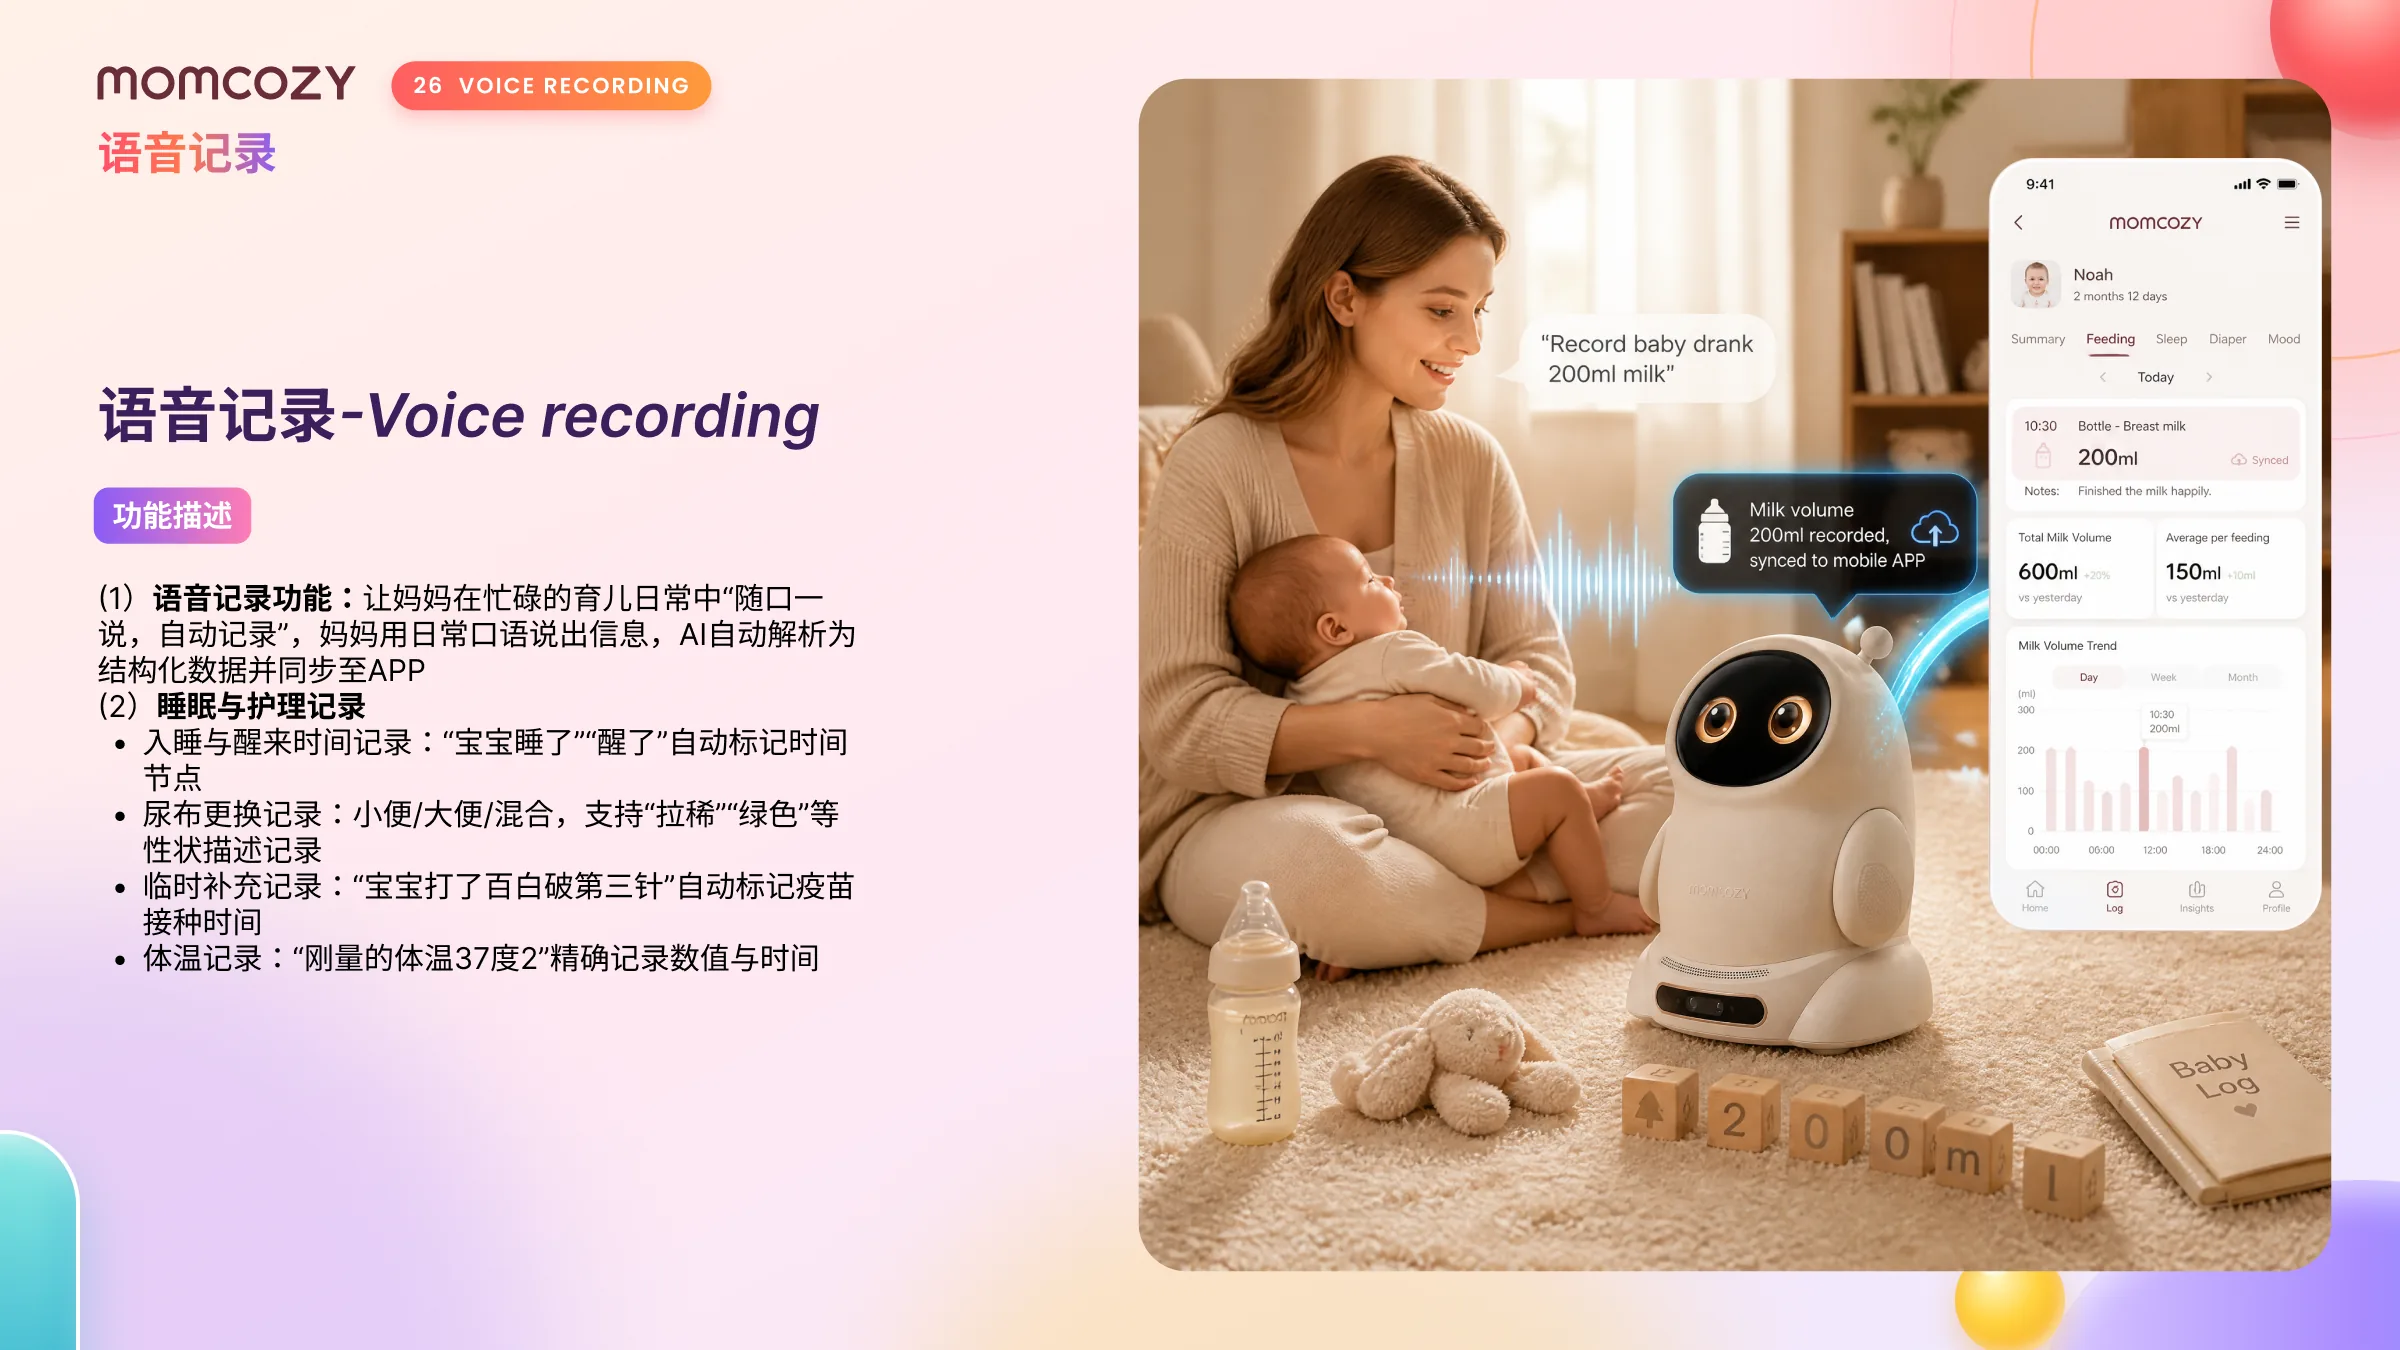 momcozy
26 VOICE RECORDING
语音记录
语音记录-Voice recording
功能描述
(1）语音记录功能：让妈妈在忙碌的育儿日常中“随口一
说，自动记录”，妈妈用日常口语说出信息，AI自动解析为
结构化数据并同步至APP
(2）睡眠与护理记录
• 入睡与醒来时间记录：“宝宝睡了”“醒了”自动标记时间
节点
• 尿布更换记录：小便/大便/混合，支持“拉稀”“绿色”等
性状描述记录
• 临时补充记录：“宝宝打了百白破第三针”自动标记疫苗
接种时间
• 体温记录：“刚量的体温37度2”精确记录数值与时间
“Record baby drank
200ml milk”
Milk volume
200ml recorded,
synced to mobile APP
9:41
momcozy
Noah
2 months 12 days
Summary Feeding Sleep Diaper Mood
Today
10:30 Bottle - Breast milk
200ml Synced
Notes: Finished the milk happily.
Total Milk Volume
600ml +20%
vs yesterday
Average per feeding
150ml +10ml
vs yesterday
Milk Volume Trend
Day Week Month
(ml)
300
200
100
0
10:30
200ml
00:00 06:00 12:00 18:00 24:00
Home Log Insights Profile
momcozy
2 0 0 m l
Baby
Log